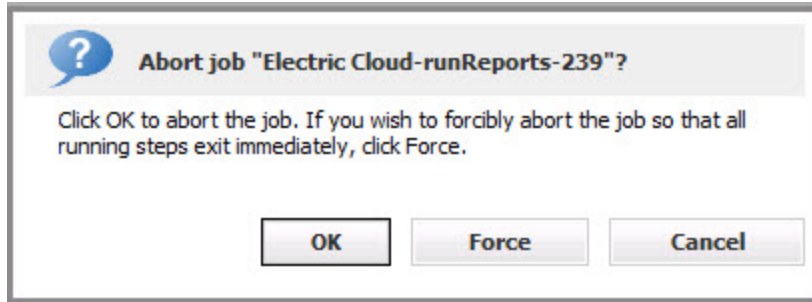 ?
Abort job "Electric Cloud-runReports-239"?
Click OK to abort the job. If you wish to forcibly abort the job so that all
running steps exit immediately, click Force.
OK Force Cancel